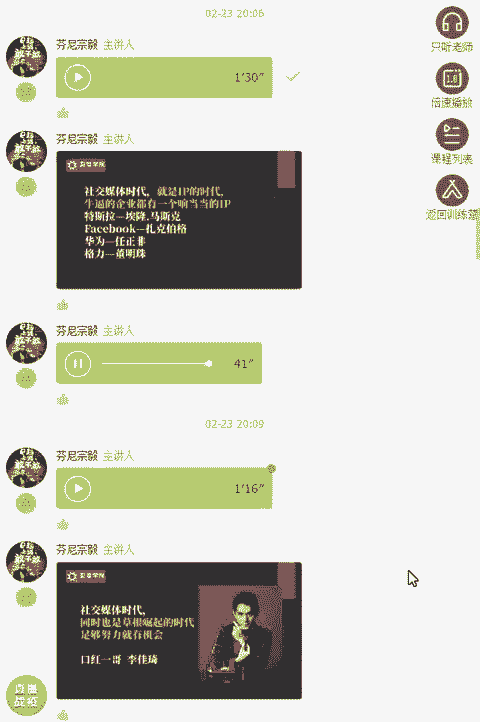 02-23 20:06
芬尼宗毅 主讲人
1'30"
只听老师
1.0
倍速播放
课程列表
返回训练营
芬尼宗毅 主讲人
社交媒体时代，就是IP的时代，
牛逼的企业都有一个响当当的IP
特斯拉—埃隆.马斯克
Facebook—扎克伯格
华为—任正非
格力—董明珠
芬尼宗毅 主讲人
41"
02-23 20:09
芬尼宗毅 主讲人
1'16"
芬尼宗毅 主讲人
社交媒体时代，
同时也是草根崛起的时代
足够努力就有机会
口红一哥 李佳琦
直播
战疫